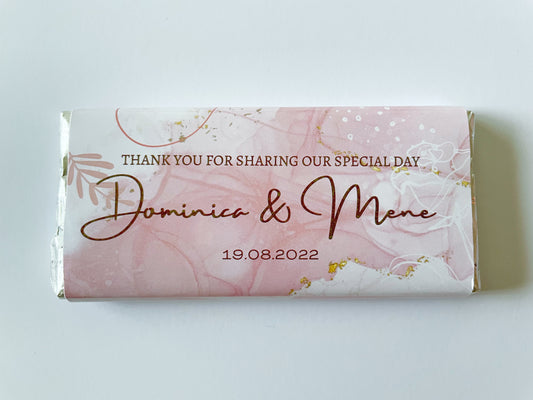 THANK YOU FOR SHARING OUR SPECIAL DAY
Dominica & Mene
19.08.2022